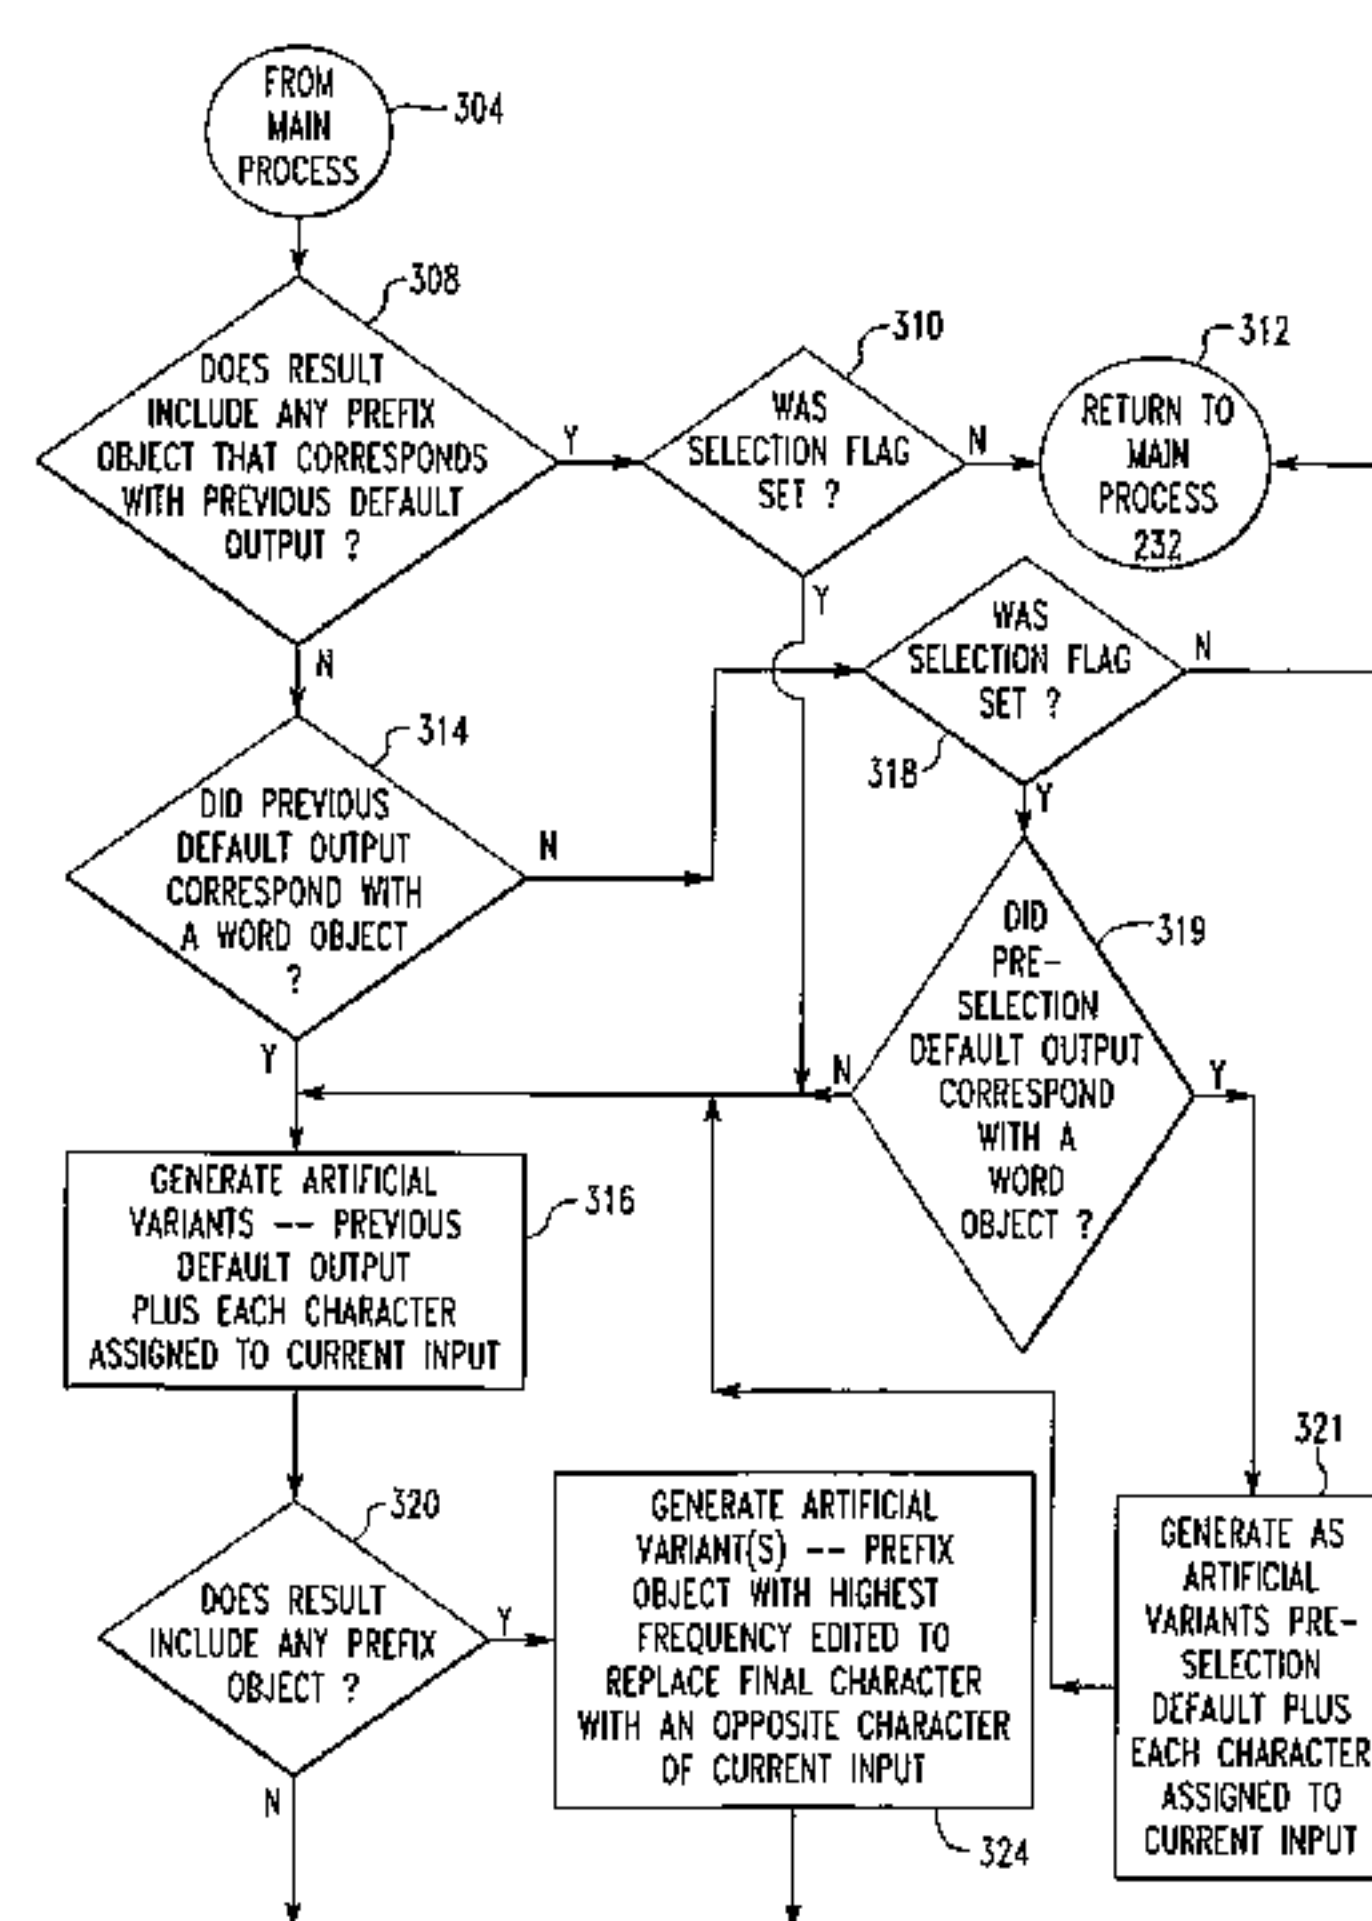 FROM
MAIN
PROCESS
304
308
DOES RESULT
INCLUDE ANY PREFIX
OBJECT THAT CORRESPONDS
WITH PREVIOUS DEFAULT
OUTPUT ?
Y
N
310
WAS
SELECTION FLAG
SET ?
N
Y
312
RETURN TO
MAIN
PROCESS
232
314
DID PREVIOUS
DEFAULT OUTPUT
CORRESPOND WITH
A WORD OBJECT
?
N
Y
WAS
SELECTION FLAG
SET ?
N
318
Y
DID
PRE-
SELECTION
DEFAULT OUTPUT
CORRESPOND
WITH A
WORD
OBJECT ?
319
N
Y
GENERATE ARTIFICIAL
VARIANTS -- PREVIOUS
DEFAULT OUTPUT
PLUS EACH CHARACTER
ASSIGNED TO CURRENT INPUT
316
320
DOES RESULT
INCLUDE ANY PREFIX
OBJECT ?
Y
N
GENERATE ARTIFICIAL
VARIANT(S) -- PREFIX
OBJECT WITH HIGHEST
FREQUENCY EDITED TO
REPLACE FINAL CHARACTER
WITH AN OPPOSITE CHARACTER
OF CURRENT INPUT
324
321
GENERATE AS
ARTIFICIAL
VARIANTS PRE-
SELECTION
DEFAULT PLUS
EACH CHARACTER
ASSIGNED TO
CURRENT INPUT